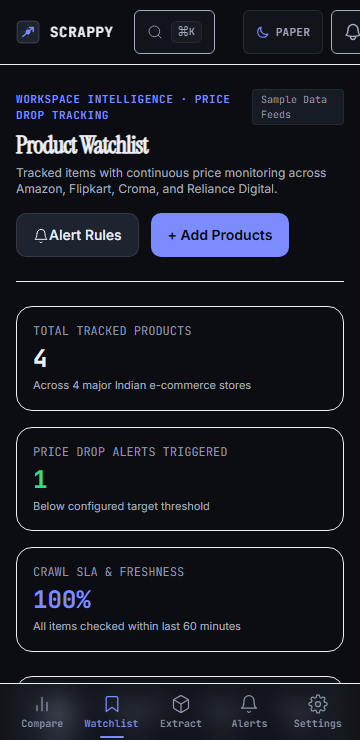 SCRAPPY
⌘K
PAPER
WORKSPACE INTELLIGENCE · PRICE
DROP TRACKING
Sample Data
Feeds
Product Watchlist
Tracked items with continuous price monitoring across
Amazon, Flipkart, Croma, and Reliance Digital.
Alert Rules
+ Add Products
TOTAL TRACKED PRODUCTS
4
Across 4 major Indian e-commerce stores
PRICE DROP ALERTS TRIGGERED
1
Below configured target threshold
CRAWL SLA & FRESHNESS
100%
All items checked within last 60 minutes
Compare
Watchlist
Extract
Alerts
Settings